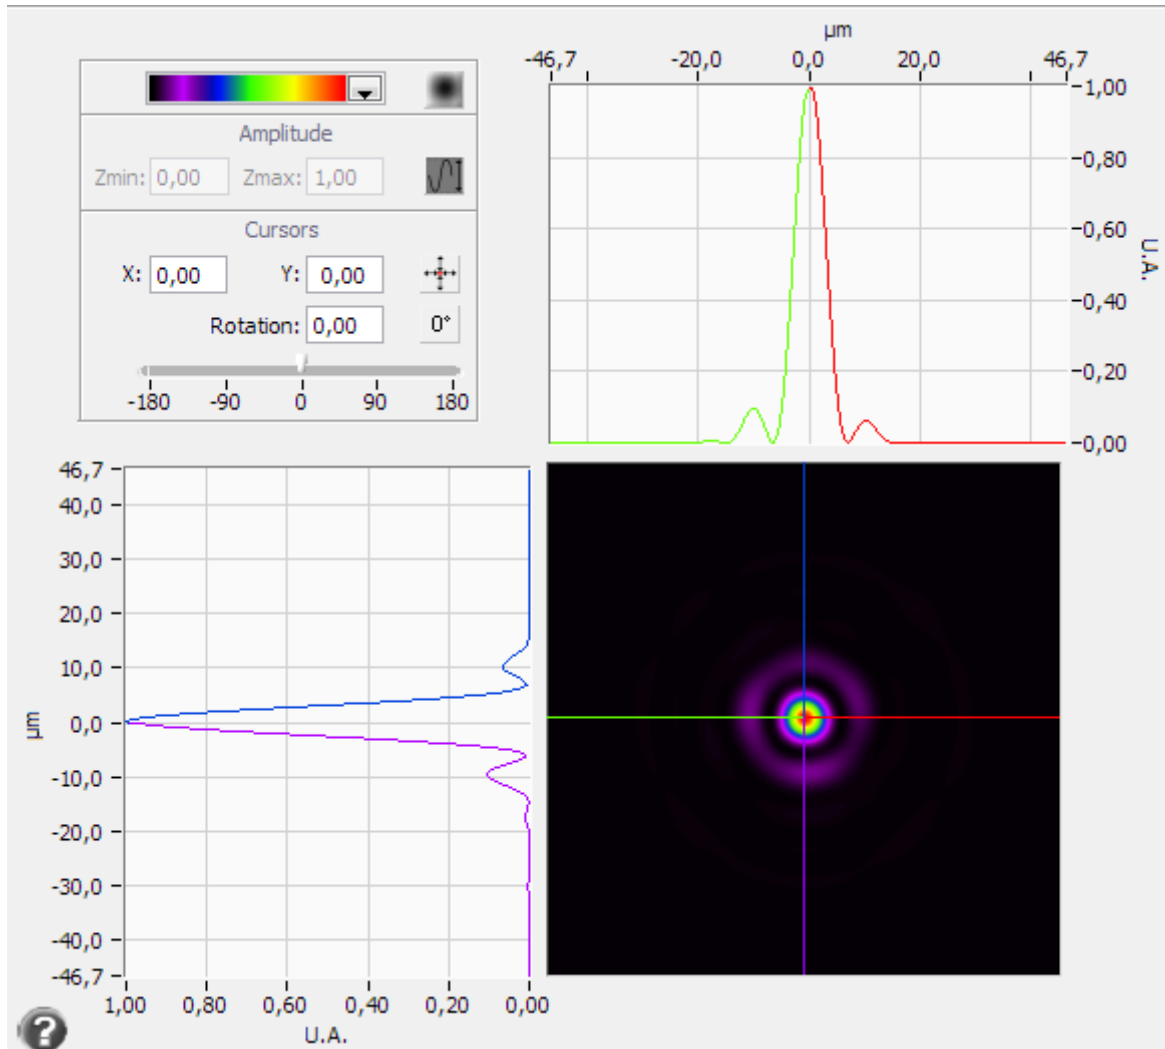 Amplitude
Zmin: 0,00 Zmax: 1,00
Cursors
X: 0,00 Y: 0,00
Rotation: 0,00 0°
-180 -90 0 90 180
µm
-46,7 -20,0 0,0 20,0 46,7
1,00
0,80
0,60
0,40
0,20
0,00
U.A.
46,7
40,0
30,0
20,0
10,0
0,0
-10,0
-20,0
-30,0
-40,0
-46,7
µm
1,00 0,80 0,60 0,40 0,20 0,00
U.A.
?